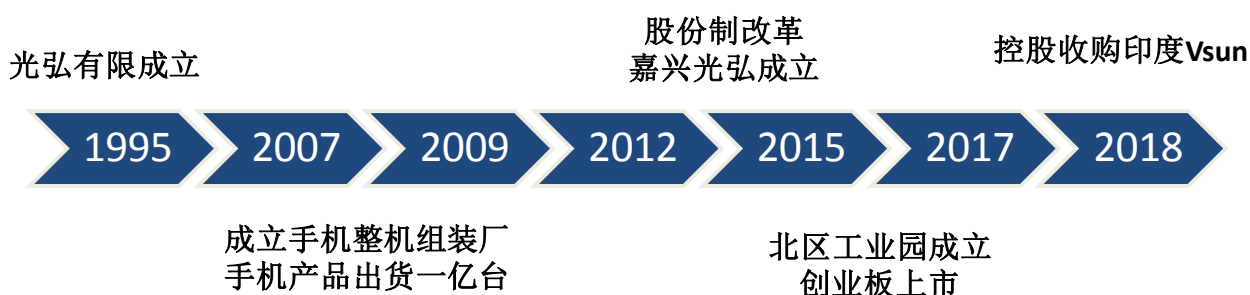 股份制改革
光弘有限成立
嘉兴光弘成立
控股收购印度Vsun
1995
2007
2009
2012
2015
2017
2018
成立手机整机组装厂
手机产品出货一亿台
北区工业园成立
创业板上市